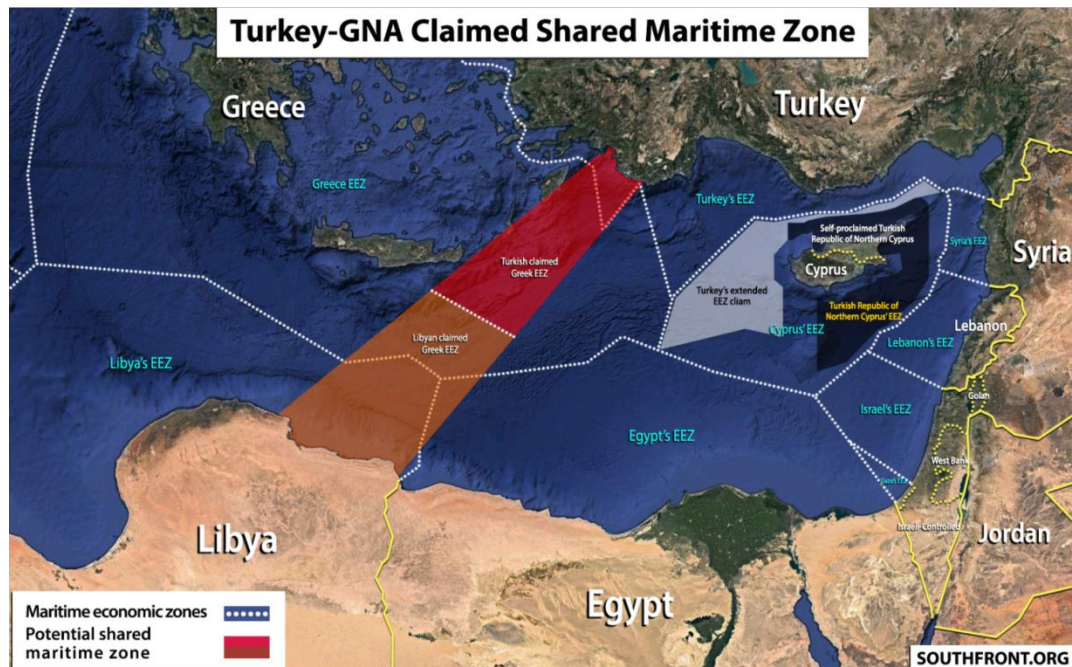 Turkey-GNA Claimed Shared Maritime Zone
Greece
Turkey
Greece EEZ
Turkey's EEZ
Self-proclaimed Turkish
Republic of Northern Cyprus
Syria's EEZ
Syria
Turkish claimed
Greek EEZ
Cyprus
Turkey's extended
EEZ cliam
Turkish Republic of
Northern Cyprus' EEZ
Cyprus' EEZ
Lebanon
Libyan claimed
Greek EEZ
Lebanon's EEZ
Libya's EEZ
Golan
Israel's EEZ
Egypt's EEZ
West Bank
Israele Controlled
Libya
Jordan
Egypt
Maritime economic zones
Potential shared
maritime zone
SOUTHFRONT.ORG